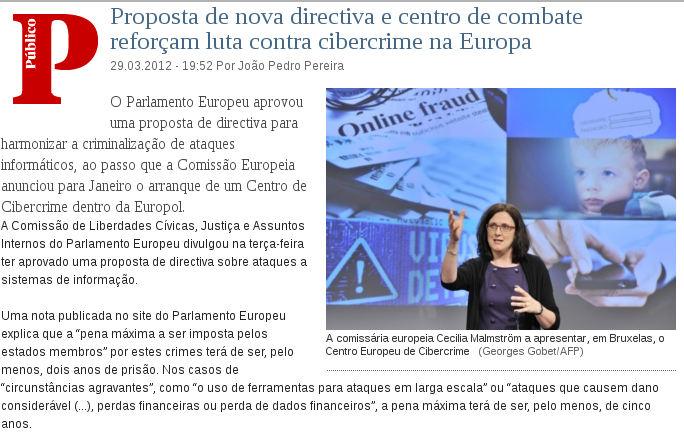 Público
Proposta de nova directiva e centro de combate
reforçam luta contra cibercrime na Europa
29.03.2012 - 19:52 Por João Pedro Pereira
O Parlamento Europeu aprovou
uma proposta de directiva para
harmonizar a criminalização de ataques
informáticos, ao passo que a Comissão Europeia
anunciou para Janeiro o arranque de um Centro de
Cibercrime dentro da Europol.
A Comissão de Liberdades Cívicas, Justiça e Assuntos
Internos do Parlamento Europeu divulgou na terça-feira
ter aprovado uma proposta de directiva sobre ataques a
sistemas de informação.
Uma nota publicada no site do Parlamento Europeu
explica que a “pena máxima a ser imposta pelos
estados membros” por estes crimes terá de ser, pelo
menos, dois anos de prisão. Nos casos de
“circunstâncias agravantes”, como “o uso de ferramentas para ataques em larga escala” ou “ataques que causem dano
considerável (...), perdas financeiras ou perda de dados financeiros”, a pena máxima terá de ser, pelo menos, de cinco
anos.
Online fraud
VIRUS
DETE
A comissária europeia Cecilia Malmström a apresentar, em Bruxelas, o
Centro Europeu de Cibercrime (Georges Gobet/AFP)